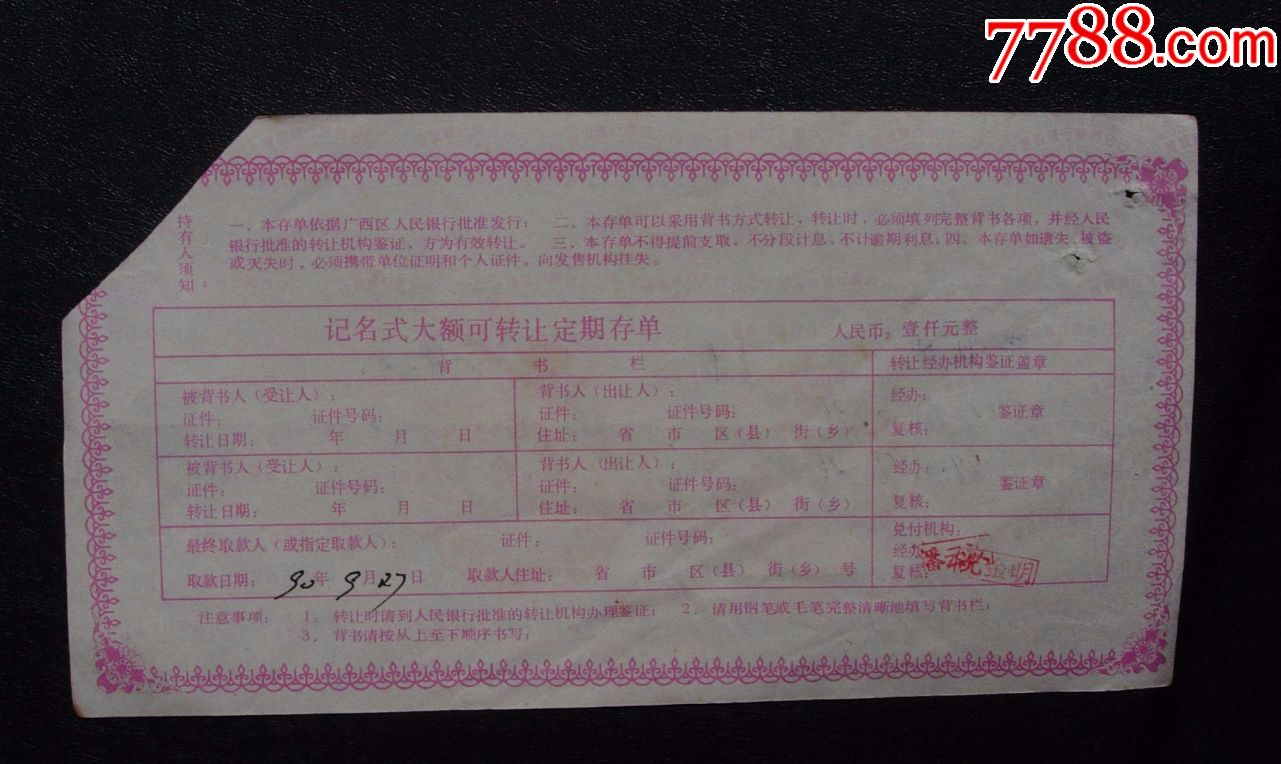 7788.com
持有人须知：
一、本存单依据广西区人民银行批准发行；二、本存单可以采用背书方式转让，转让时，必须填列完整背书各项，并经人民
银行批准的转让机构鉴证，方为有效转让。三、本存单不得提前支取，不分段计息，不计逾期利息；四、本存单如遗失、被盗
或灭失时，必须携带单位证明和个人证件，向发售机构挂失。
记名式大额可转让定期存单 人民币：壹仟元整
背书栏 转让经办机构鉴证盖章
被背书人（受让人）： 背书人（出让人）： 经办：
证件： 证件号码： 证件： 证件号码： 鉴证章
转让日期： 年 月 日 住址： 省 市 区（县） 街（乡） 复核：
被背书人（受让人）： 背书人（出让人）： 经办：
证件： 证件号码： 证件： 证件号码： 鉴证章
转让日期： 年 月 日 住址： 省 市 区（县） 街（乡） 复核：
最终取款人（或指定取款人）： 证件： 证件号码： 兑付机构：
经办
取款日期： 90年9月27日 取款人住址： 省 市 区（县） 街（乡） 号 复核：
注意事项： 1．转让时请到人民银行批准的转让机构办理鉴证； 2．请用钢笔或毛笔完整清晰地填写背书栏；
3．背书请按从上至下顺序书写；